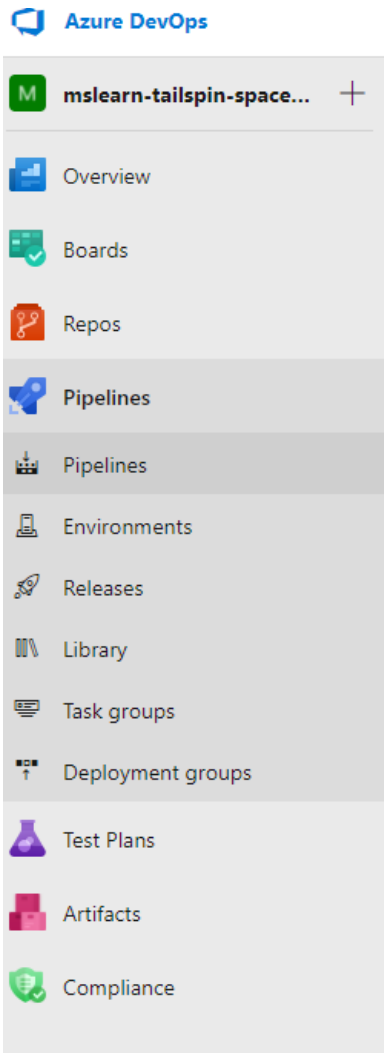 Azure DevOps
M mslearn-tailspin-space... +
Overview
Boards
Repos
Pipelines
Pipelines
Environments
Releases
Library
Task groups
Deployment groups
Test Plans
Artifacts
Compliance